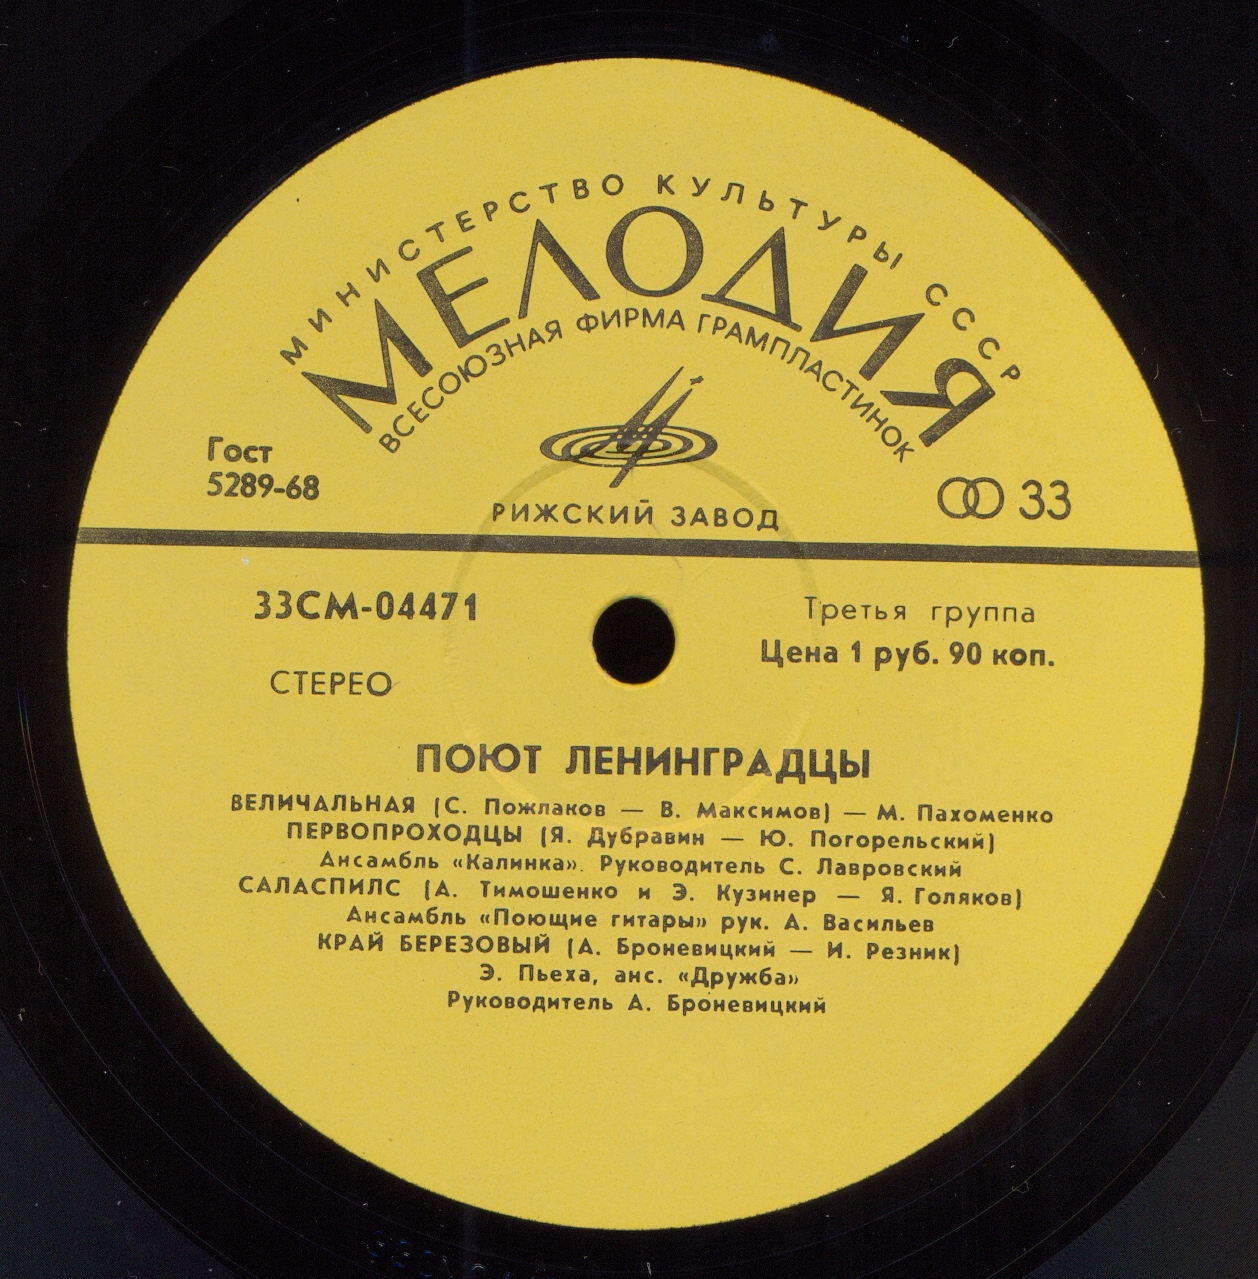 МИНИСТЕРСТВО КУЛЬТУРЫ СССР
МЕЛОДИЯ
ВСЕСОЮЗНАЯ ФИРМА ГРАМПЛАСТИНОК
Гост
5289-68
РИЖСКИЙ ЗАВОД
33
33СМ-04471
Третья группа
Цена 1 руб. 90 коп.
СТЕРЕО
ПОЮТ ЛЕНИНГРАДЦЫ
ВЕЛИЧАЛЬНАЯ (С. Пожлаков — В. Максимов) — М. Пахоменко
ПЕРВОПРОХОДЦЫ (Я. Дубравин — Ю. Погорельский)
Ансамбль «Калинка». Руководитель С. Лавровский
САЛАСПИЛС (А. Тимошенко и Э. Кузинер — Я. Голяков)
Ансамбль «Поющие гитары» рук. А. Васильев
КРАЙ БЕРЕЗОВЫЙ (А. Броневицкий — И. Резник)
Э. Пьеха, анс. «Дружба»
Руководитель А. Броневицкий